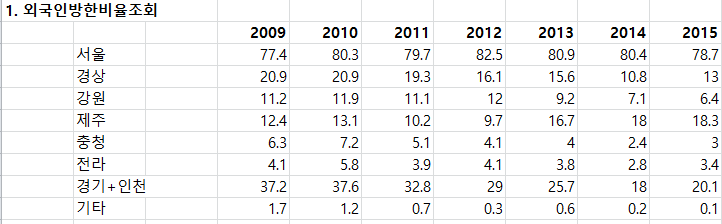 1. 외국인방한비율조회
2009 2010 2011 2012 2013 2014 2015
서울 77.4 80.3 79.7 82.5 80.9 80.4 78.7
경상 20.9 20.9 19.3 16.1 15.6 10.8 13
강원 11.2 11.9 11.1 12 9.2 7.1 6.4
제주 12.4 13.1 10.2 9.7 16.7 18 18.3
충청 6.3 7.2 5.1 4.1 4 2.4 3
전라 4.1 5.8 3.9 4.1 3.8 2.8 3.4
경기+인천 37.2 37.6 32.8 29 25.7 18 20.1
기타 1.7 1.2 0.7 0.3 0.6 0.2 0.1